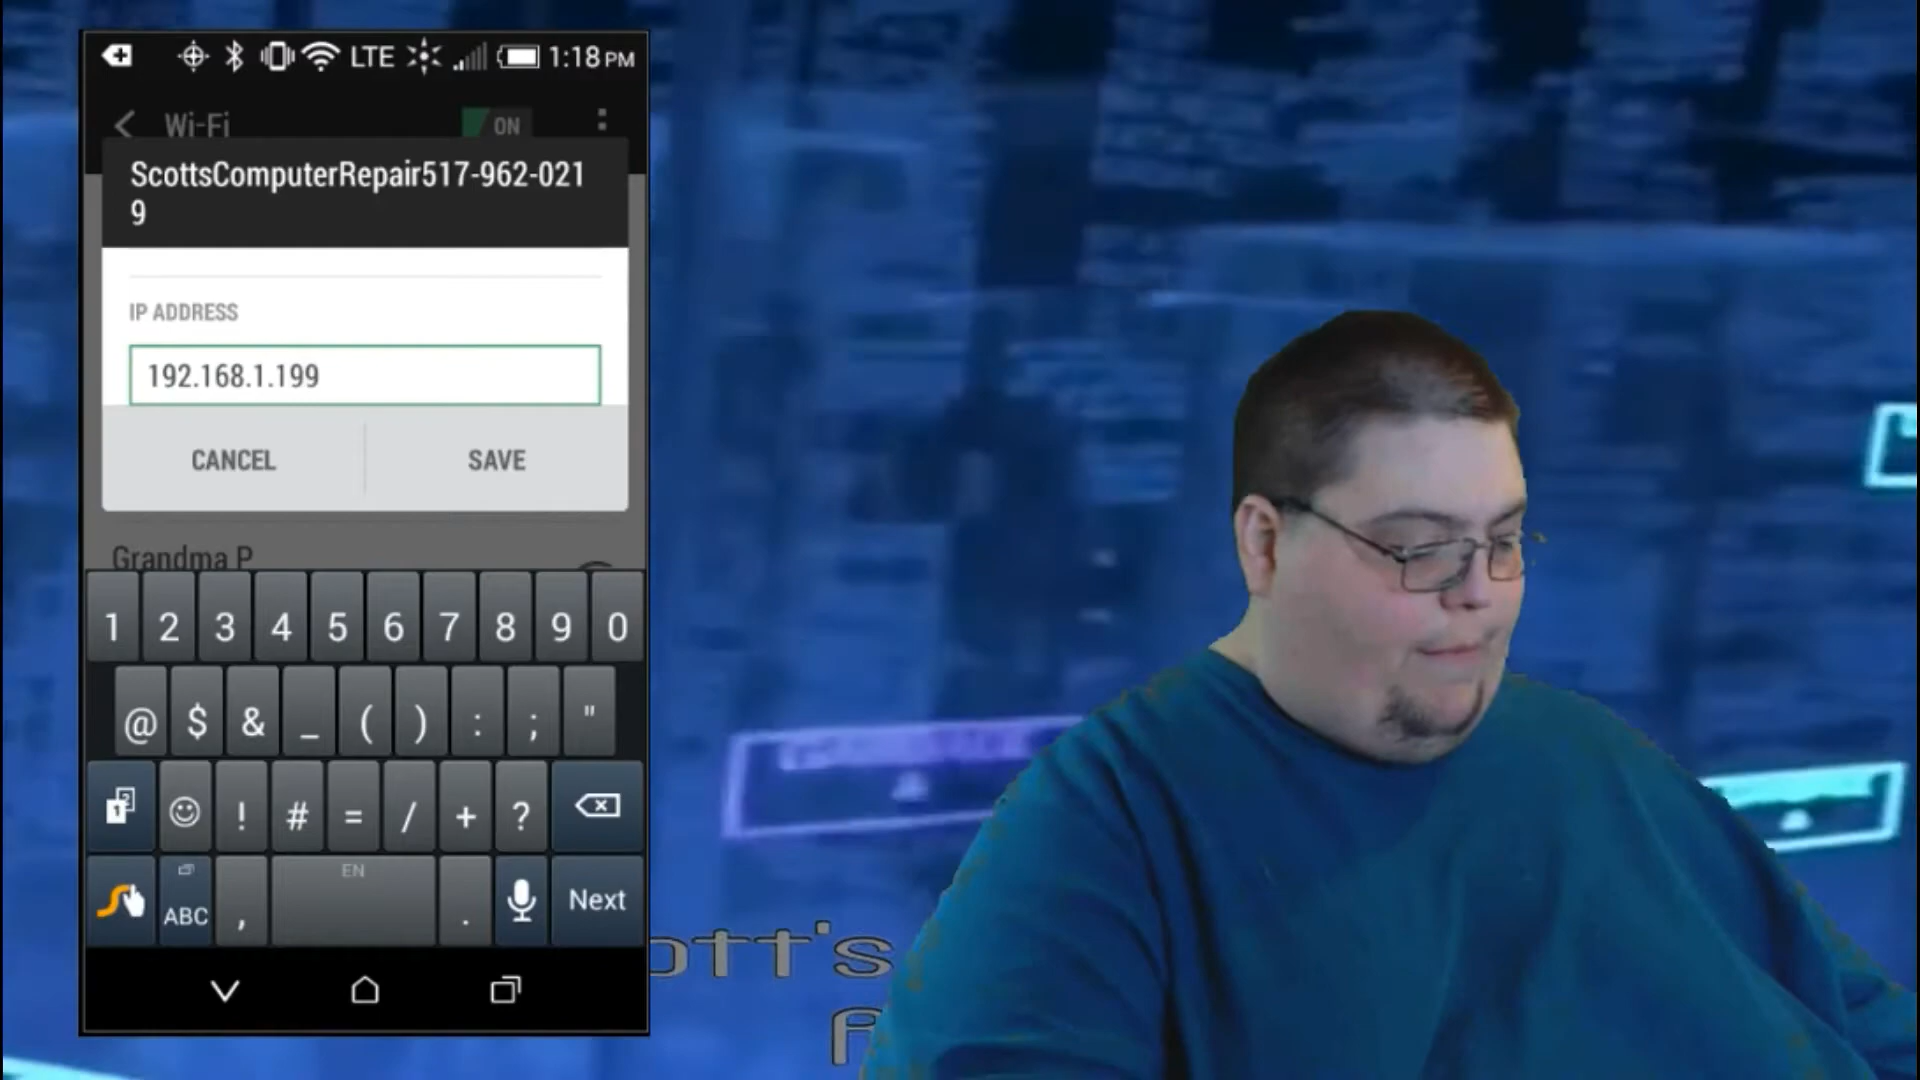 LTE 1:18 PM
Wi-Fi ON
ScottsComputerRepair517-962-021
9
IP ADDRESS
192.168.1.199
CANCEL SAVE
Grandma P
1 2 3 4 5 6 7 8 9 0
@ $ & _ ( ) : ; "
! # = / + ?
EN
ABC , . Next
ott's